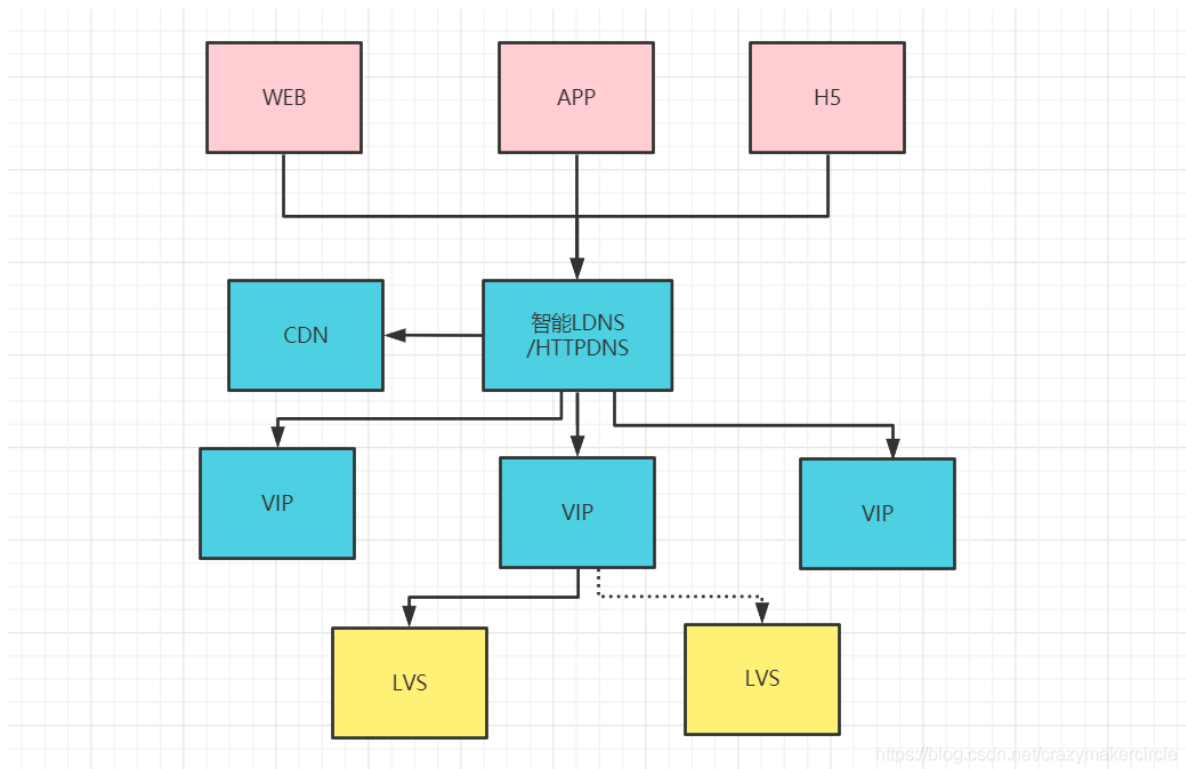 WEB
APP
H5
CDN
智能LDNS
/HTTPDNS
VIP
VIP
VIP
LVS
LVS
https://blog.csdn.net/crazymakercircle